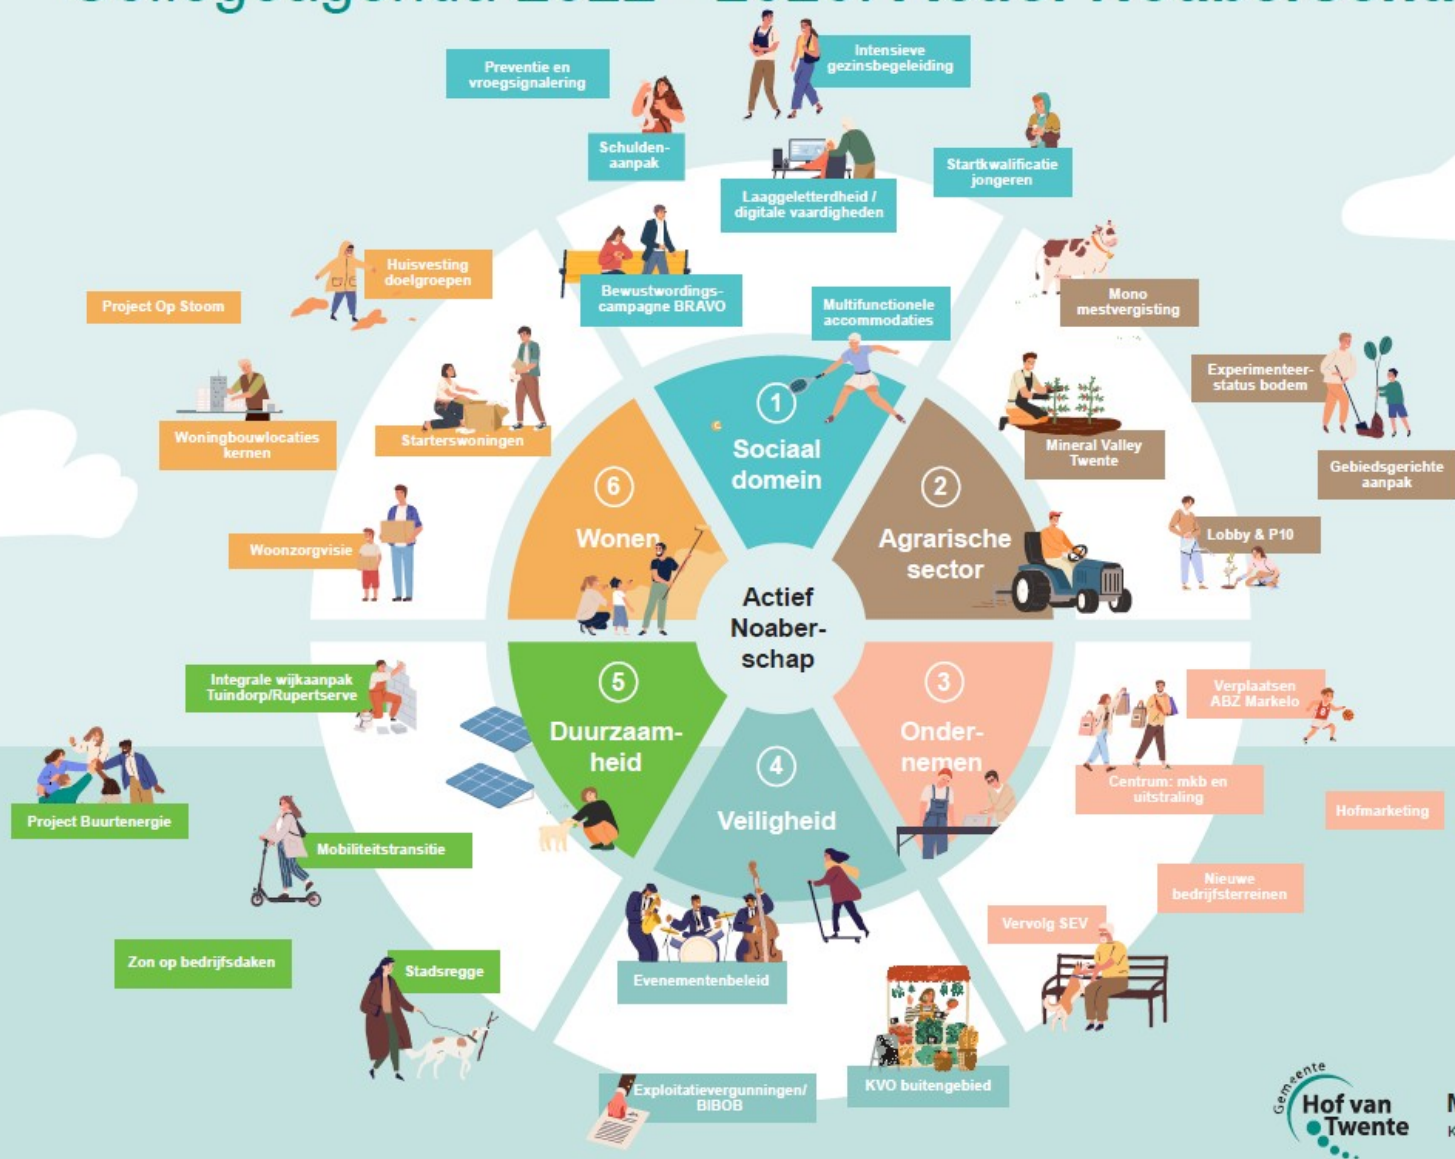 Preventie en
vroegsignalering
Intensieve
gezinsbegeleiding
Schulden-
aanpak
Laaggeletterdheid /
digitale vaardigheden
Startkwalificatie
jongeren
Bewustwordings-
campagne BRAVO
Multifunctionele
accommodaties
1
Sociaal
domein
Mono
mestvergisting
Experimenteer-
status bodem
Mineral Valley
Twente
Gebiedsgerichte
aanpak
Lobby & P10
2
Agrarische
sector
Actief
Noaber-
schap
3
Onder-
nemen
Verplaatsen
ABZ Markelo
Centrum: mkb en
uitstraling
Hofmarketing
Nieuwe
bedrijfsterreinen
Vervolg SEV
4
Veiligheid
Evenementenbeleid
KVO buitengebied
Exploitatievergunningen/
BIBOB
5
Duurzaam-
heid
Integrale wijkaanpak
Tuindorp/Rupertserve
Project Buurtenergie
Mobiliteitstransitie
Zon op bedrijfsdaken
Stadsregge
6
Wonen
Huisvesting
doelgroepen
Project Op Stoom
Woningbouwlocaties
kernen
Starterswoningen
Woonzorgvisie
Gemeente
Hof van
Twente